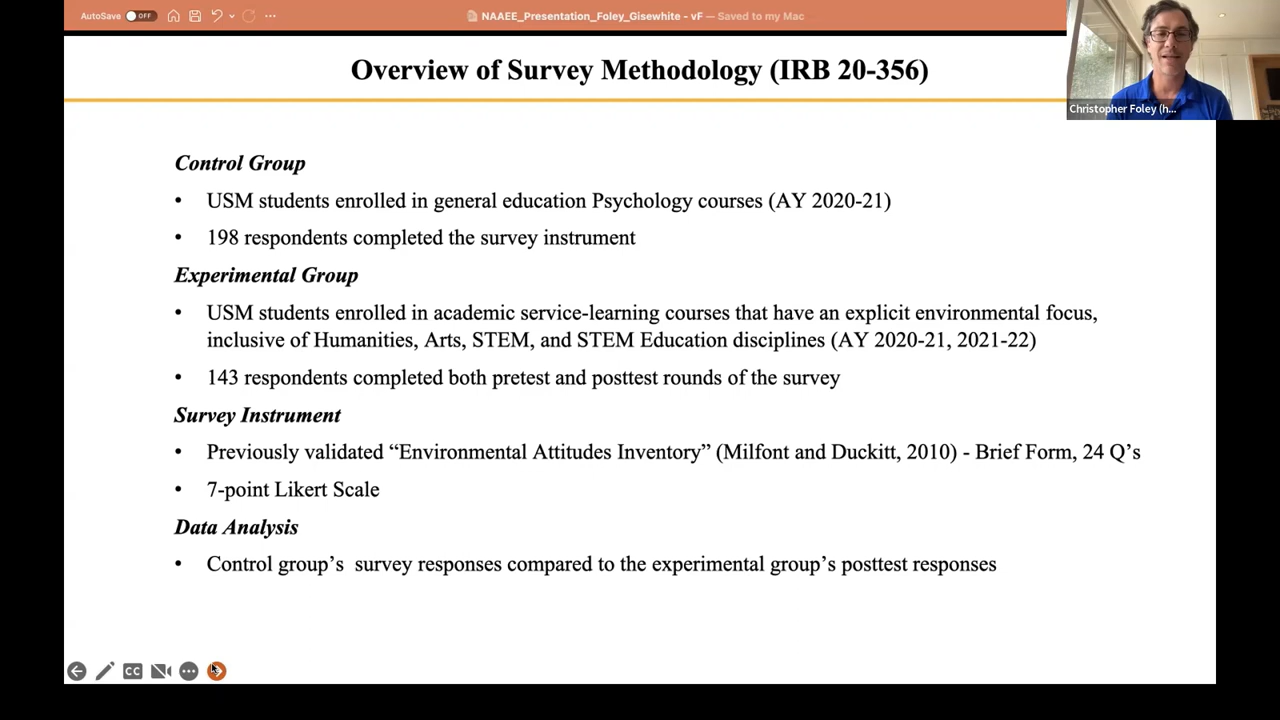 AutoSave OFF
NAAEE_Presentation_Foley_Gisewhite - vF — Saved to my Mac
Christopher Foley (h...
Overview of Survey Methodology (IRB 20-356)
Control Group
• USM students enrolled in general education Psychology courses (AY 2020-21)
• 198 respondents completed the survey instrument
Experimental Group
• USM students enrolled in academic service-learning courses that have an explicit environmental focus,
inclusive of Humanities, Arts, STEM, and STEM Education disciplines (AY 2020-21, 2021-22)
• 143 respondents completed both pretest and posttest rounds of the survey
Survey Instrument
• Previously validated “Environmental Attitudes Inventory” (Milfont and Duckitt, 2010) - Brief Form, 24 Q’s
• 7-point Likert Scale
Data Analysis
• Control group’s  survey responses compared to the experimental group’s posttest responses
CC